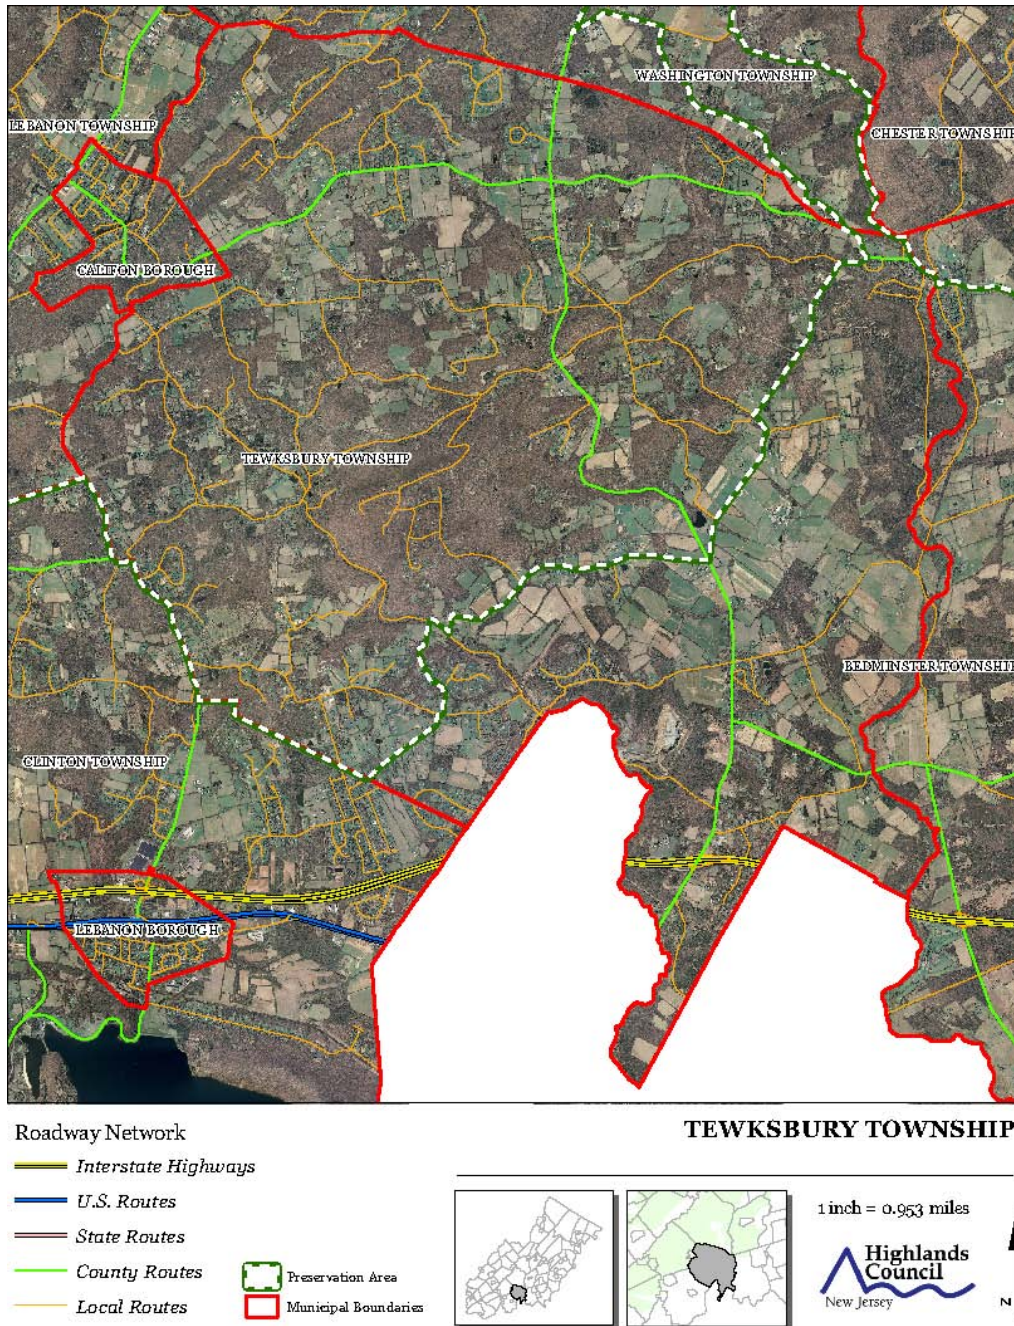 WASHINGTON TOWNSHIP
LEBANON TOWNSHIP
CHESTER TOWNSHIP
CALIFON BOROUGH
TEWKSBURY TOWNSHIP
BEDMINSTER TOWNSHIP
CLINTON TOWNSHIP
LEBANON BOROUGH
Roadway Network
Interstate Highways
U.S. Routes
State Routes
County Routes
Local Routes
Preservation Area
Municipal Boundaries
TEWKSBURY TOWNSHIP
1 inch = 0.953 miles
Highlands
Council
New Jersey
N